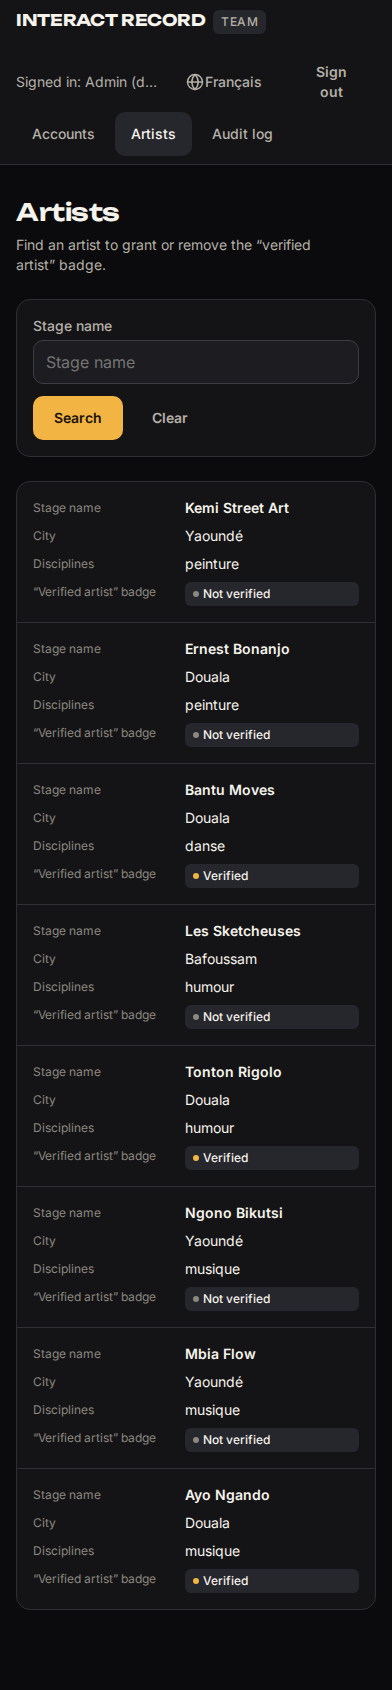 INTERACT RECORD TEAM
Signed in: Admin (d... Français Sign out
Accounts Artists Audit log
Artists
Find an artist to grant or remove the “verified
artist” badge.
Stage name
Stage name
Search Clear
Stage name Kemi Street Art
City Yaoundé
Disciplines peinture
“Verified artist” badge Not verified
Stage name Ernest Bonanjo
City Douala
Disciplines peinture
“Verified artist” badge Not verified
Stage name Bantu Moves
City Douala
Disciplines danse
“Verified artist” badge Verified
Stage name Les Sketcheuses
City Bafoussam
Disciplines humour
“Verified artist” badge Not verified
Stage name Tonton Rigolo
City Douala
Disciplines humour
“Verified artist” badge Verified
Stage name Ngono Bikutsi
City Yaoundé
Disciplines musique
“Verified artist” badge Not verified
Stage name Mbia Flow
City Yaoundé
Disciplines musique
“Verified artist” badge Not verified
Stage name Ayo Ngando
City Douala
Disciplines musique
“Verified artist” badge Verified